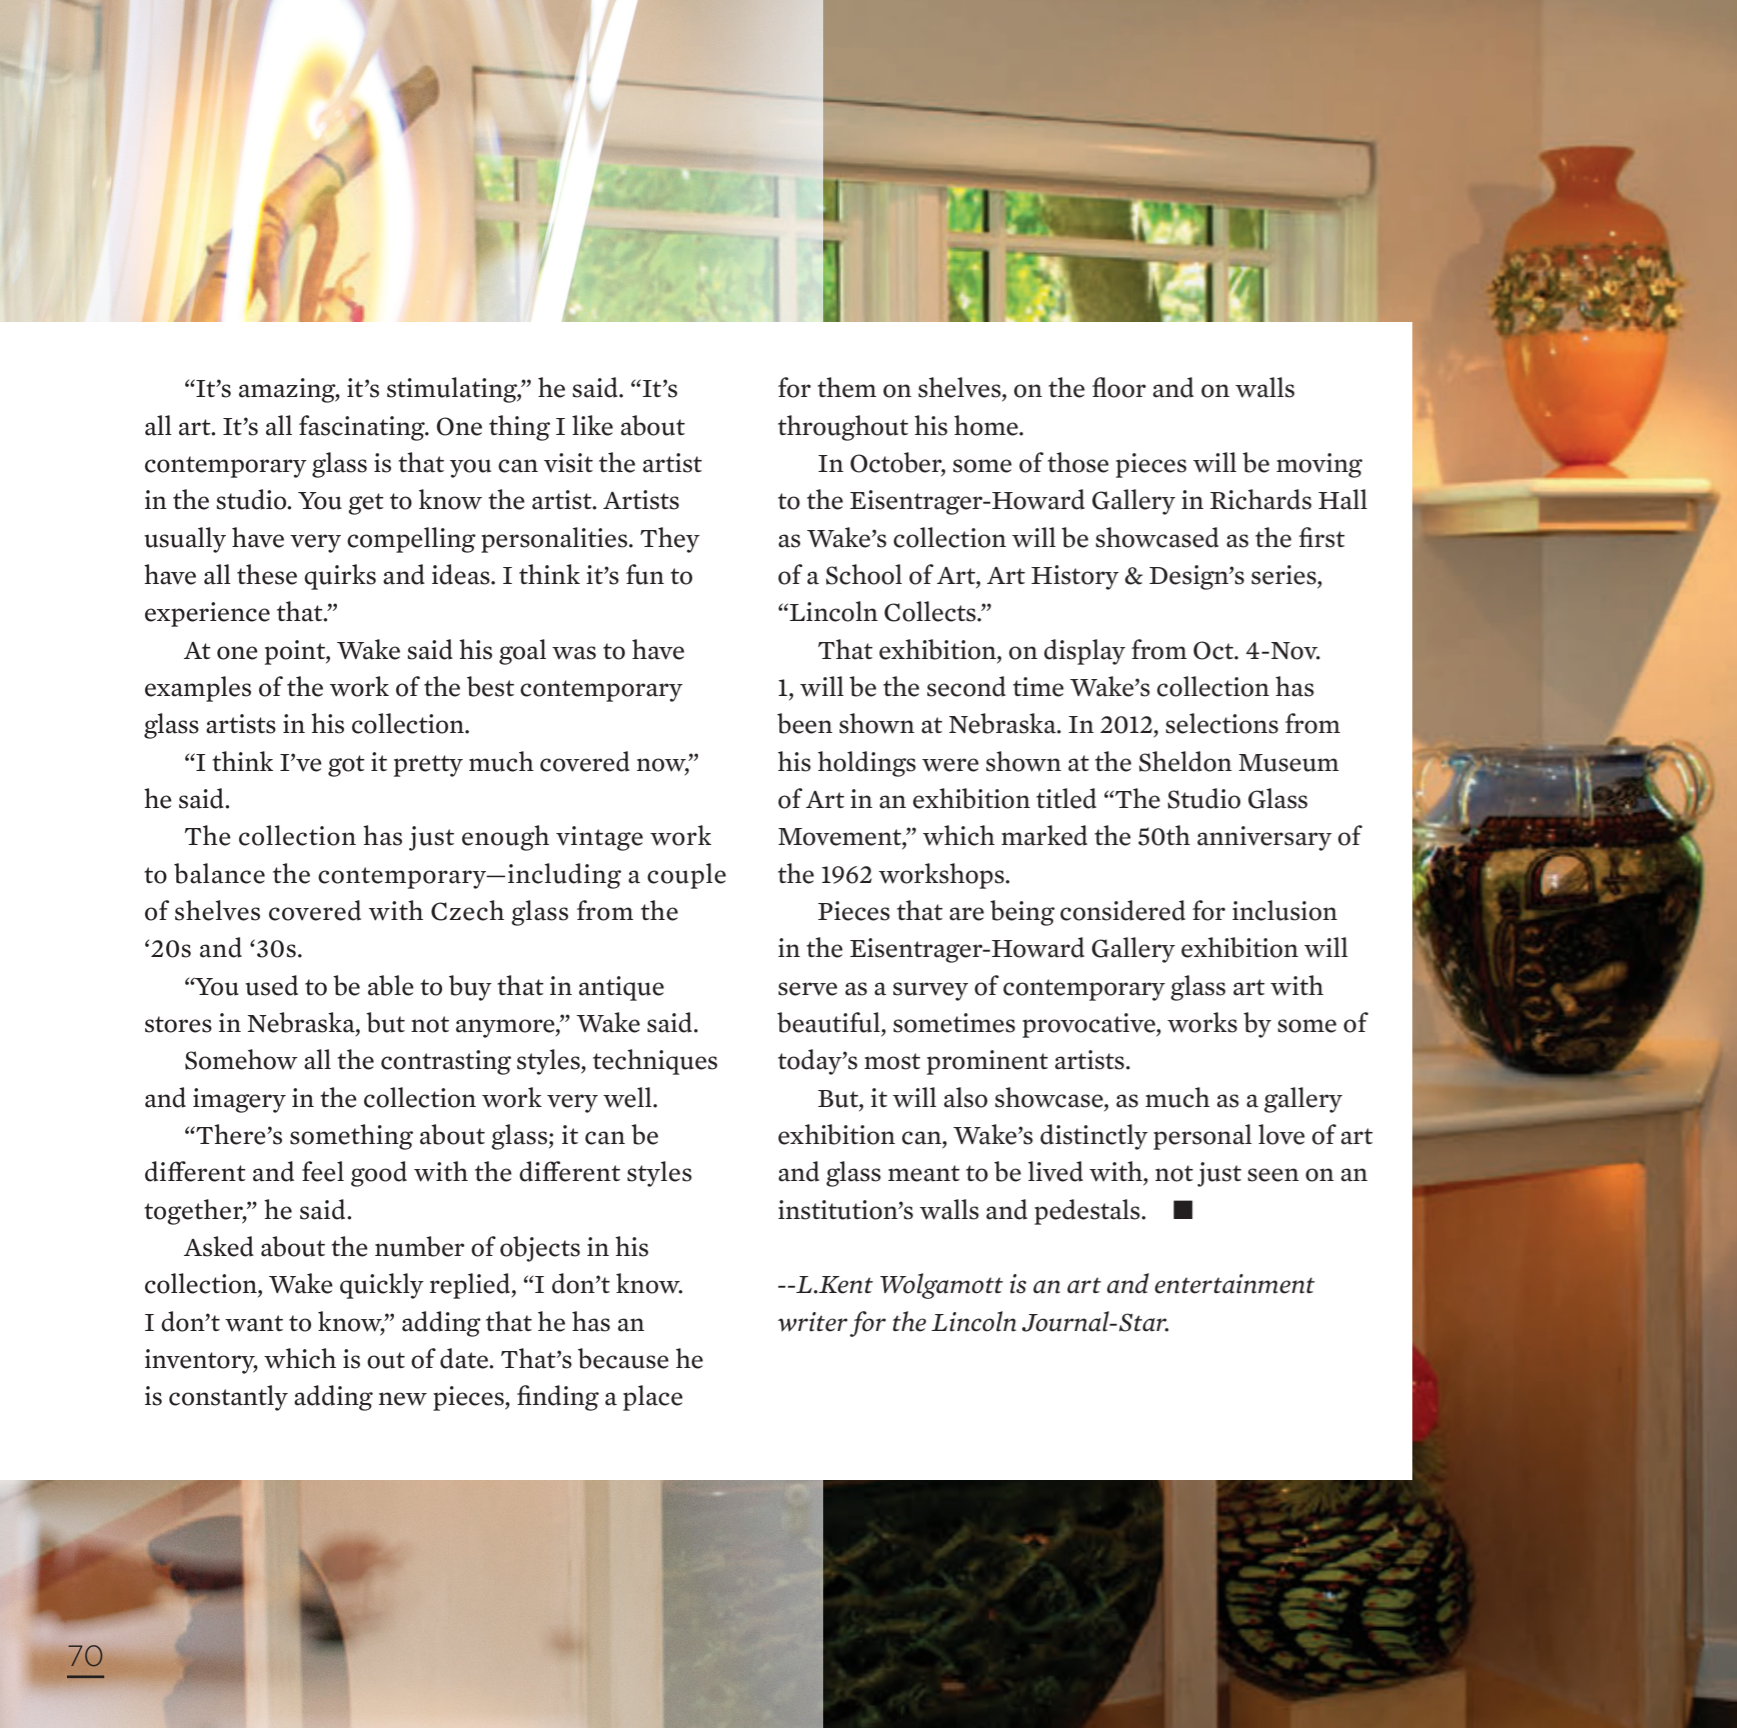 “It’s amazing, it’s stimulating,” he said. “It’s
all art. It’s all fascinating. One thing I like about
contemporary glass is that you can visit the artist
in the studio. You get to know the artist. Artists
usually have very compelling personalities. They
have all these quirks and ideas. I think it’s fun to
experience that.”
At one point, Wake said his goal was to have
examples of the work of the best contemporary
glass artists in his collection.
“I think I’ve got it pretty much covered now,”
he said.
The collection has just enough vintage work
to balance the contemporary—including a couple
of shelves covered with Czech glass from the
‘20s and ‘30s.
“You used to be able to buy that in antique
stores in Nebraska, but not anymore,” Wake said.
Somehow all the contrasting styles, techniques
and imagery in the collection work very well.
“There’s something about glass; it can be
different and feel good with the different styles
together,” he said.
Asked about the number of objects in his
collection, Wake quickly replied, “I don’t know.
I don’t want to know,” adding that he has an
inventory, which is out of date. That’s because he
is constantly adding new pieces, finding a place
for them on shelves, on the floor and on walls
throughout his home.
In October, some of those pieces will be moving
to the Eisentrager-Howard Gallery in Richards Hall
as Wake’s collection will be showcased as the first
of a School of Art, Art History & Design’s series,
“Lincoln Collects.”
That exhibition, on display from Oct. 4-Nov.
1, will be the second time Wake’s collection has
been shown at Nebraska. In 2012, selections from
his holdings were shown at the Sheldon Museum
of Art in an exhibition titled “The Studio Glass
Movement,” which marked the 50th anniversary of
the 1962 workshops.
Pieces that are being considered for inclusion
in the Eisentrager-Howard Gallery exhibition will
serve as a survey of contemporary glass art with
beautiful, sometimes provocative, works by some of
today’s most prominent artists.
But, it will also showcase, as much as a gallery
exhibition can, Wake’s distinctly personal love of art
and glass meant to be lived with, not just seen on an
institution’s walls and pedestals. ■
--L.Kent Wolgamott is an art and entertainment
writer for the Lincoln Journal-Star.
70